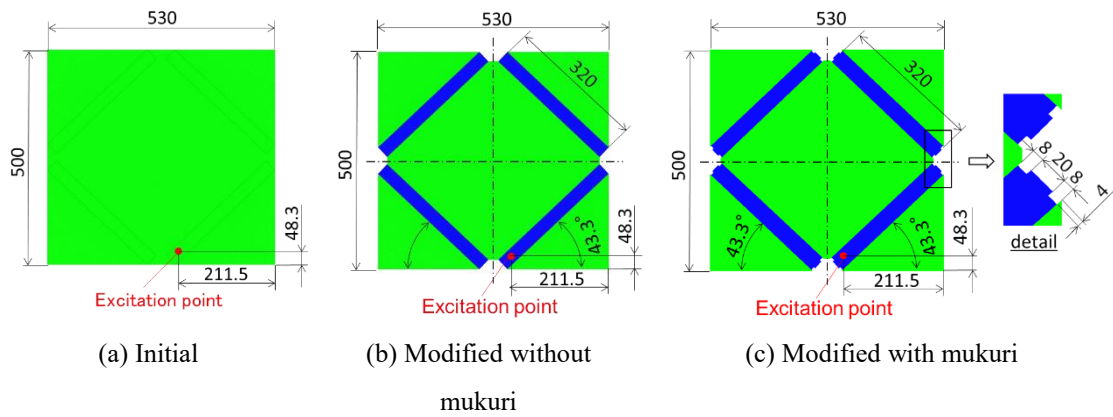 530
500
48.3
211.5
Excitation point
(a) Initial
530
320
500
43.3°
48.3
211.5
Excitation point
(b) Modified without
mukuri
530
320
500
43.3°
43.3°
48.3
211.5
Excitation point
8
20
8
4
detail
(c) Modified with mukuri